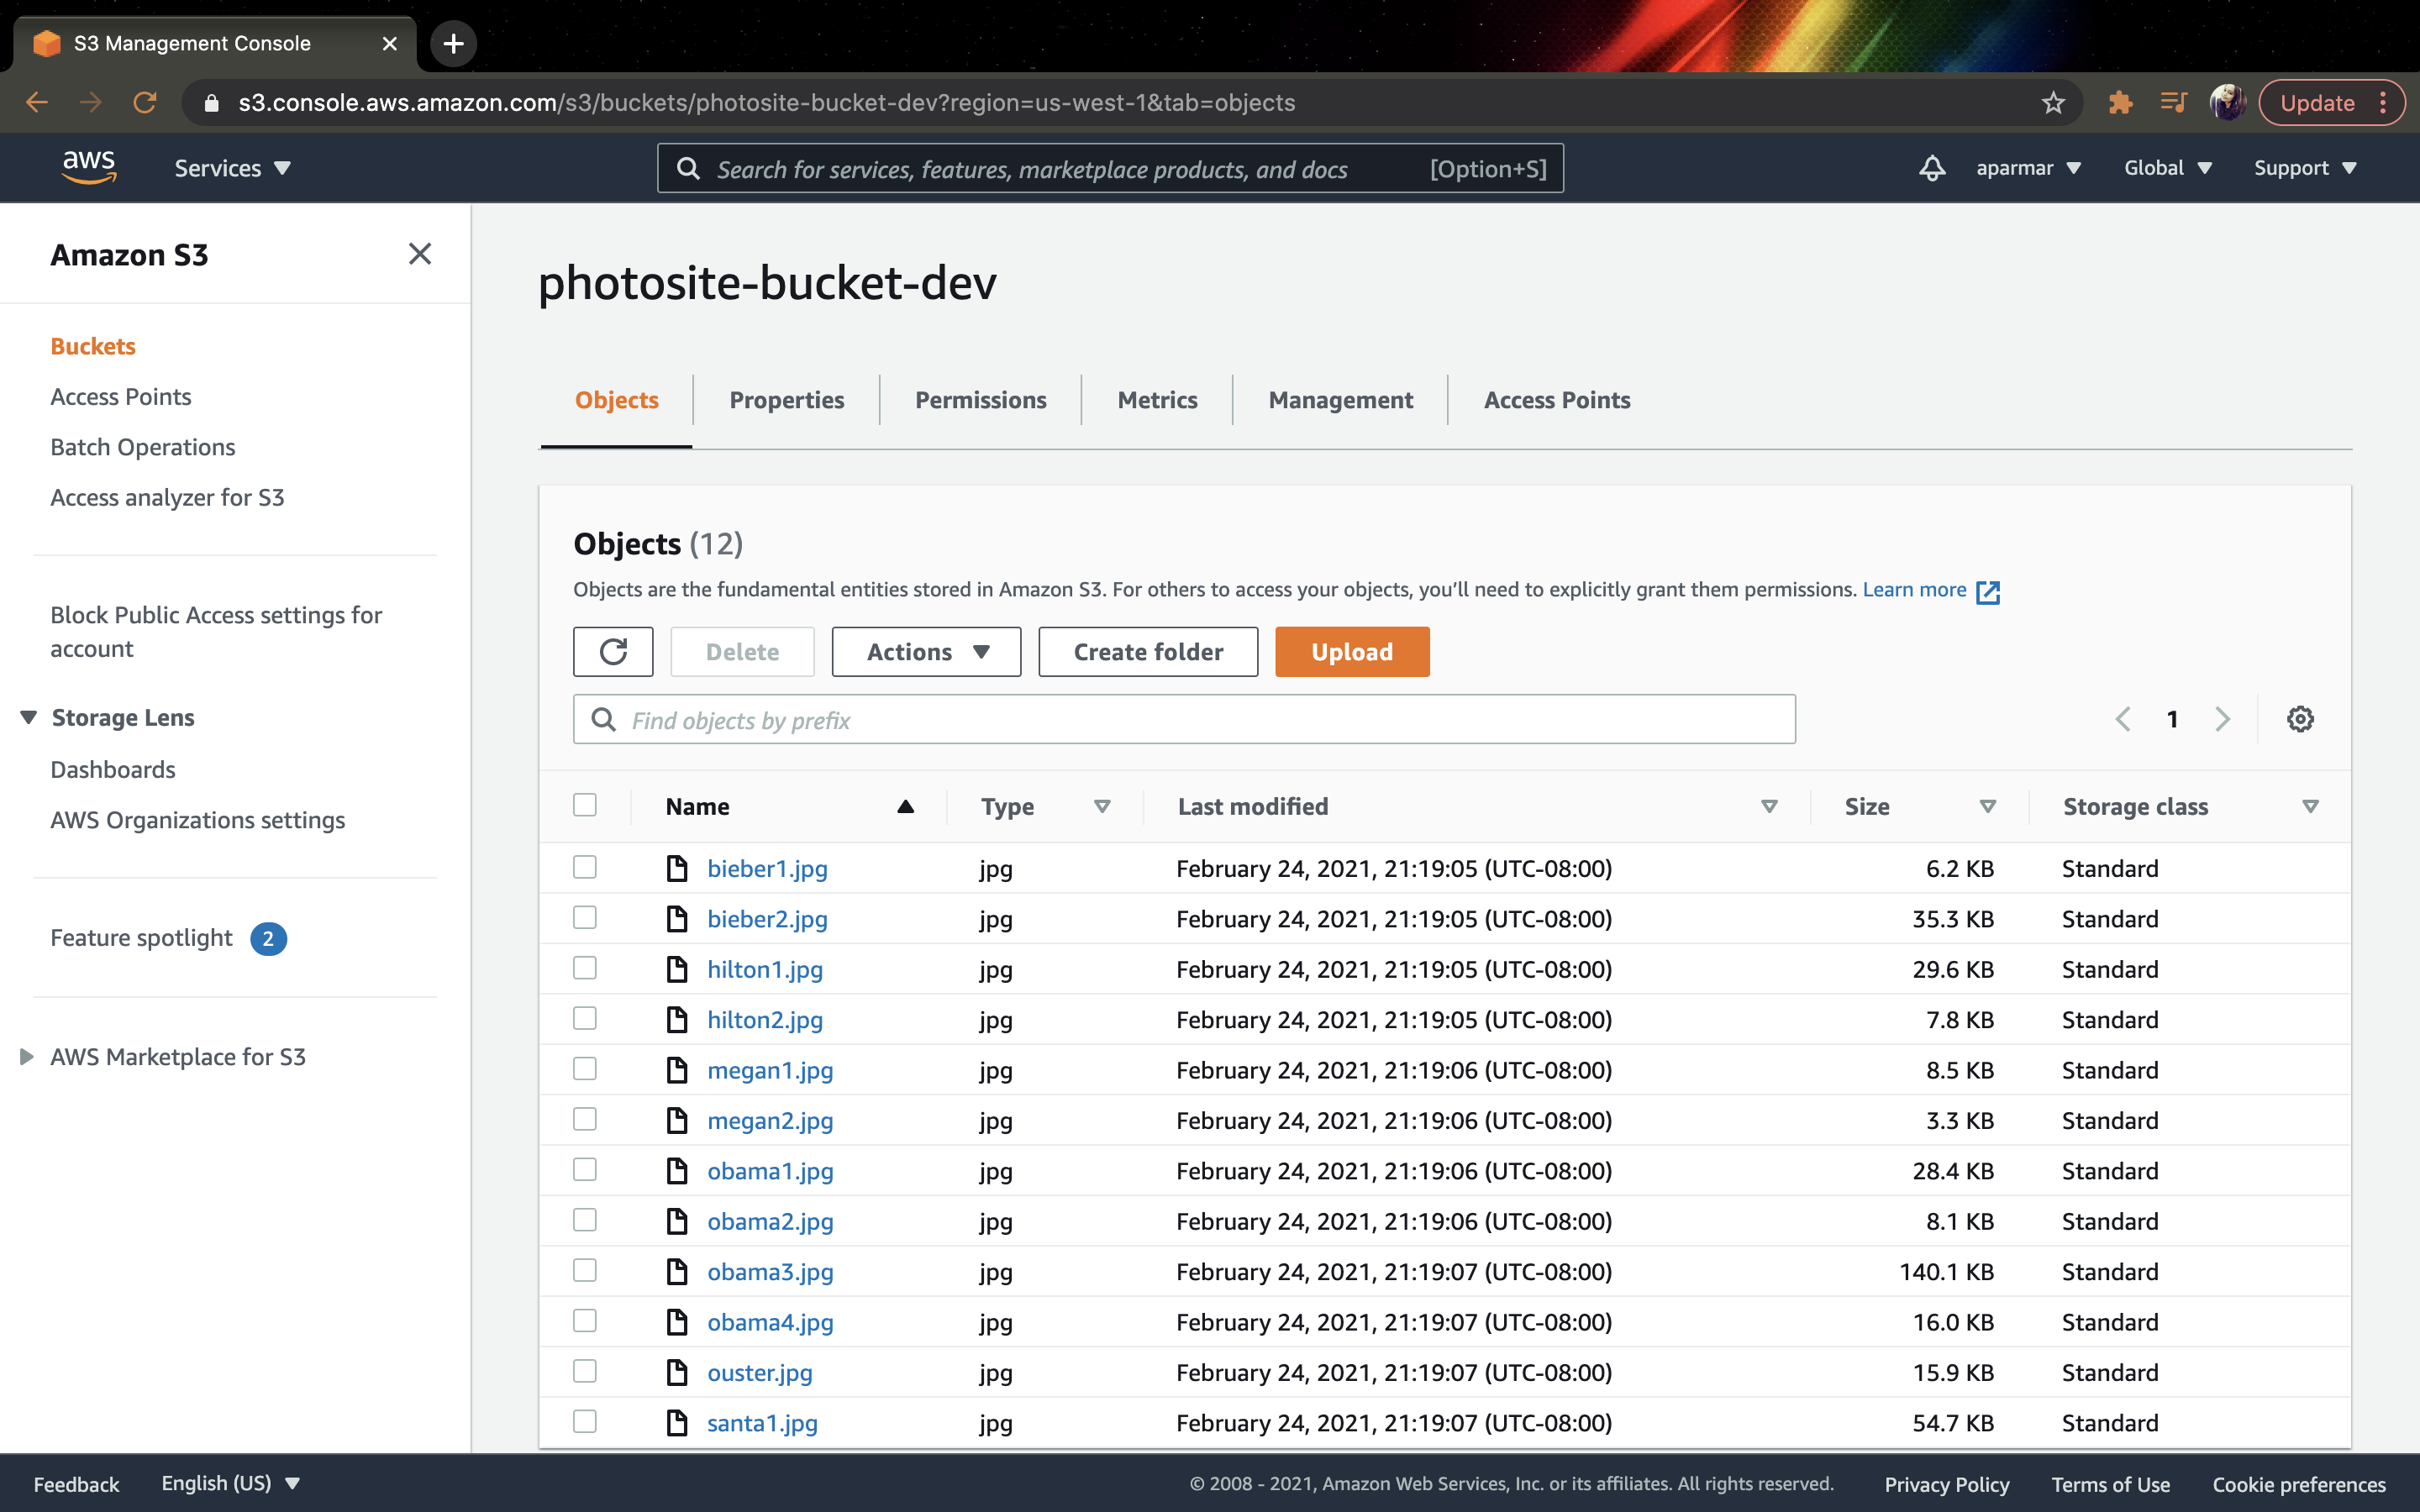 S3 Management Console
s3.console.aws.amazon.com/s3/buckets/photosite-bucket-dev?region=us-west-1&tab=objects
Update
aws
Services
Search for services, features, marketplace products, and docs
[Option+S]
aparmar
Global
Support
Amazon S3
Buckets
Access Points
Batch Operations
Access analyzer for S3
Block Public Access settings for
account
Storage Lens
Dashboards
AWS Organizations settings
Feature spotlight 2
AWS Marketplace for S3
photosite-bucket-dev
Objects Properties Permissions Metrics Management Access Points
Objects (12)
Objects are the fundamental entities stored in Amazon S3. For others to access your objects, you’ll need to explicitly grant them permissions. Learn more
Delete Actions Create folder Upload
Find objects by prefix
1
Name Type Last modified Size Storage class
bieber1.jpg jpg February 24, 2021, 21:19:05 (UTC-08:00) 6.2 KB Standard
bieber2.jpg jpg February 24, 2021, 21:19:05 (UTC-08:00) 35.3 KB Standard
hilton1.jpg jpg February 24, 2021, 21:19:05 (UTC-08:00) 29.6 KB Standard
hilton2.jpg jpg February 24, 2021, 21:19:05 (UTC-08:00) 7.8 KB Standard
megan1.jpg jpg February 24, 2021, 21:19:06 (UTC-08:00) 8.5 KB Standard
megan2.jpg jpg February 24, 2021, 21:19:06 (UTC-08:00) 3.3 KB Standard
obama1.jpg jpg February 24, 2021, 21:19:06 (UTC-08:00) 28.4 KB Standard
obama2.jpg jpg February 24, 2021, 21:19:06 (UTC-08:00) 8.1 KB Standard
obama3.jpg jpg February 24, 2021, 21:19:07 (UTC-08:00) 140.1 KB Standard
obama4.jpg jpg February 24, 2021, 21:19:07 (UTC-08:00) 16.0 KB Standard
ouster.jpg jpg February 24, 2021, 21:19:07 (UTC-08:00) 15.9 KB Standard
santa1.jpg jpg February 24, 2021, 21:19:07 (UTC-08:00) 54.7 KB Standard
Feedback English (US) © 2008 - 2021, Amazon Web Services, Inc. or its affiliates. All rights reserved. Privacy Policy Terms of Use Cookie preferences